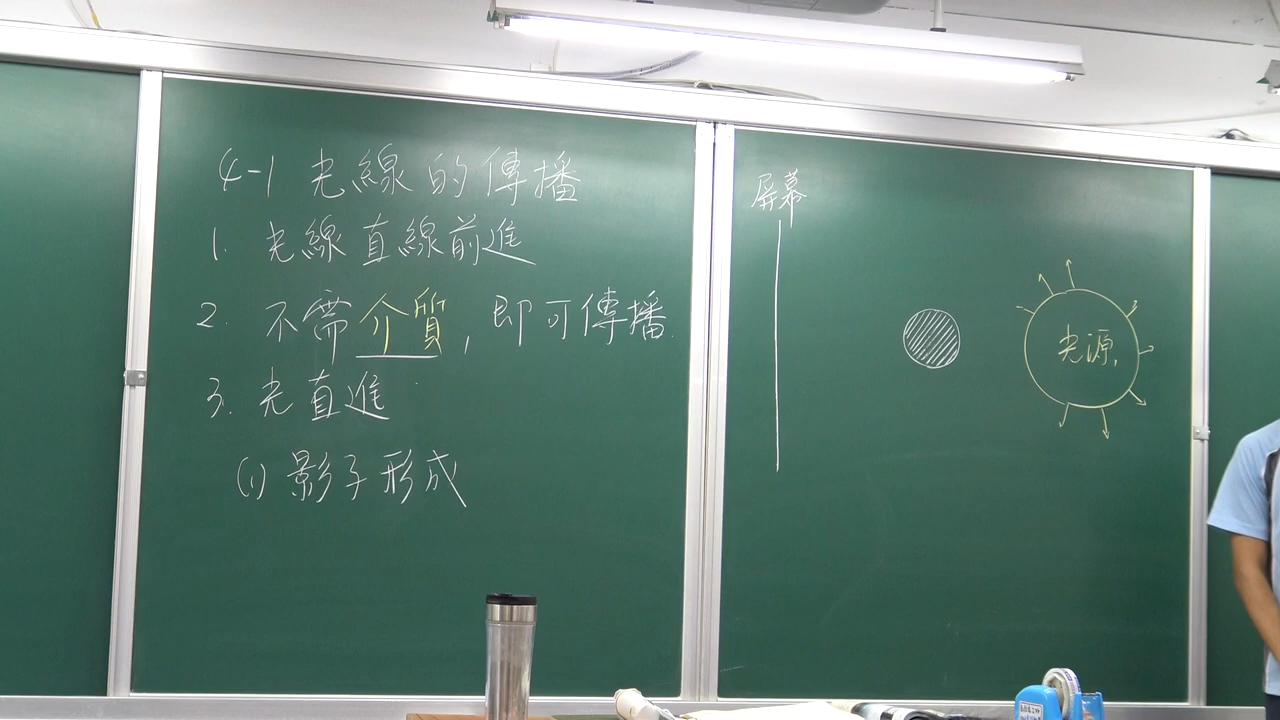 4-1 光線的傳播
1. 光線直線前進
2. 不需介質，即可傳播.
3. 光直進
(1) 影子形成
屏幕
光源